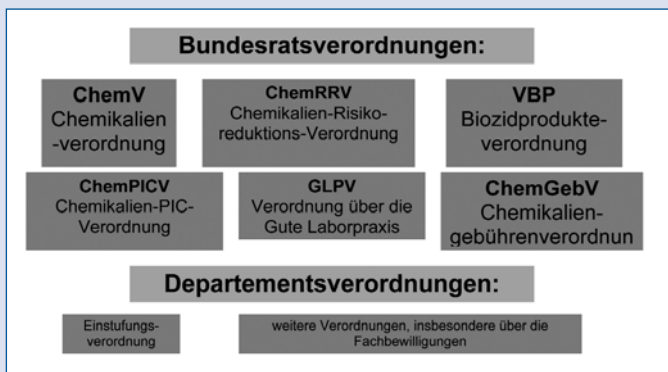 Bundesratsverordnungen:
ChemV
Chemikalien
-verordnung
ChemRRV
Chemikalien-Risiko-
reduktions-Verordnung
VBP
Biozidprodukte-
verordnung
ChemPICV
Chemikalien-PIC-
Verordnung
GLPV
Verordnung über die
Gute Laborpraxis
ChemGebV
Chemikalien-
gebührenverordnun
Departementsverordnungen:
Einstufungs-
verordnung
weitere Verordnungen, insbesondere über die
Fachbewilligungen